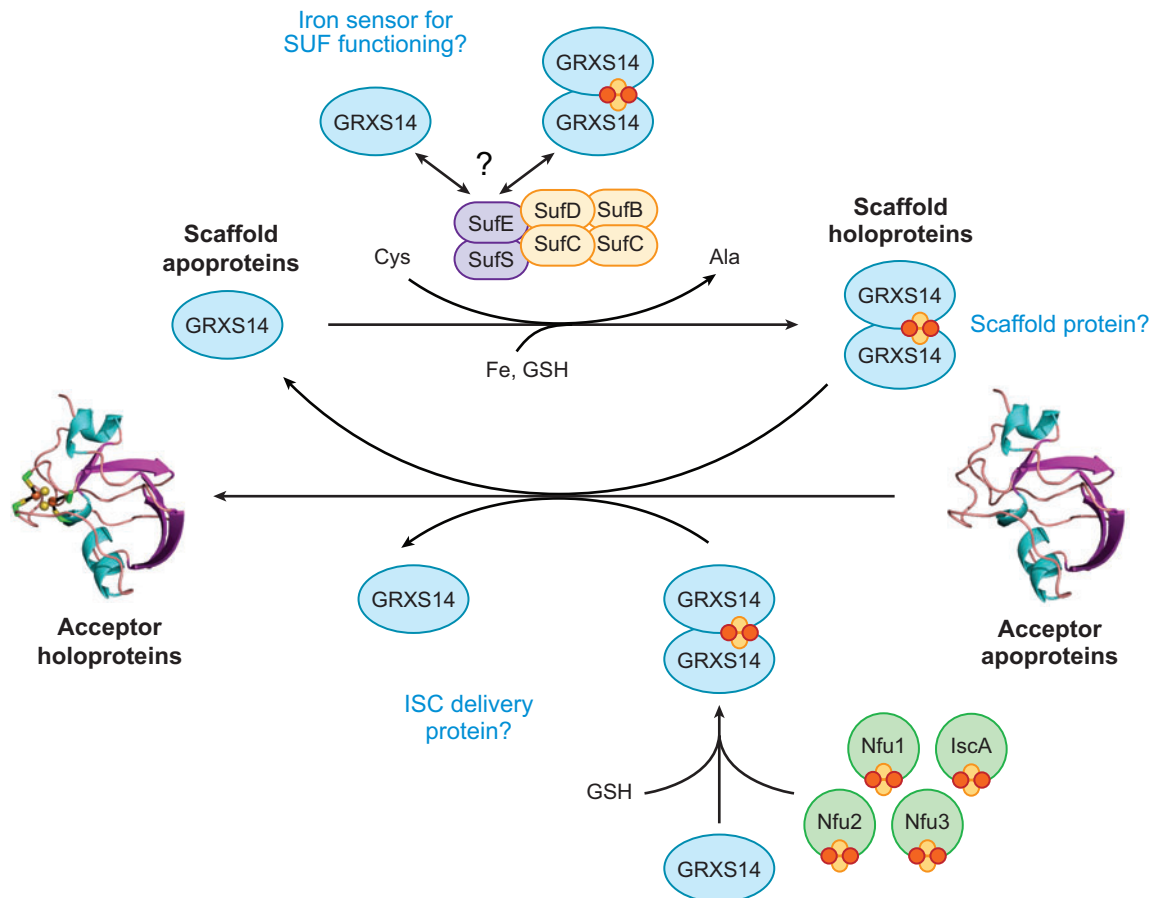 Iron sensor for
SUF functioning?
GRXS14
GRXS14
GRXS14
?
SufE
SufD
SufB
SufS
SufC
SufC
Scaffold
apoproteins
Cys
Ala
Scaffold
holoproteins
GRXS14
GRXS14
GRXS14
Scaffold protein?
Fe, GSH
GRXS14
GRXS14
GRXS14
Acceptor
holoproteins
Acceptor
apoproteins
ISC delivery
protein?
Nfu1
IscA
GSH
Nfu2
Nfu3
GRXS14